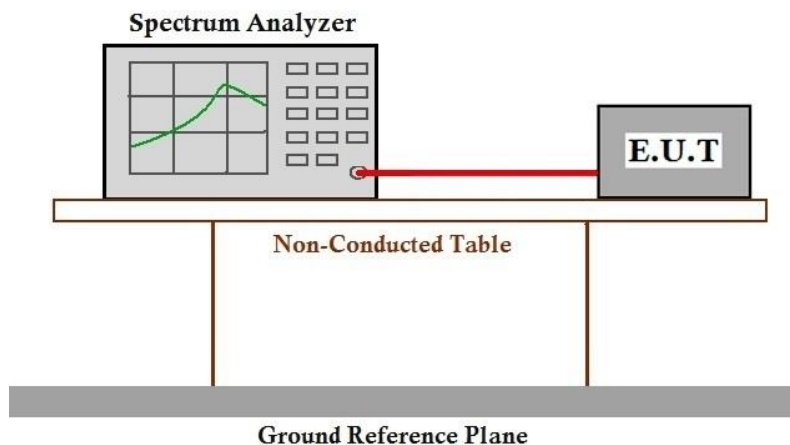 Spectrum Analyzer
E.U.T
Non-Conducted Table
Ground Reference Plane